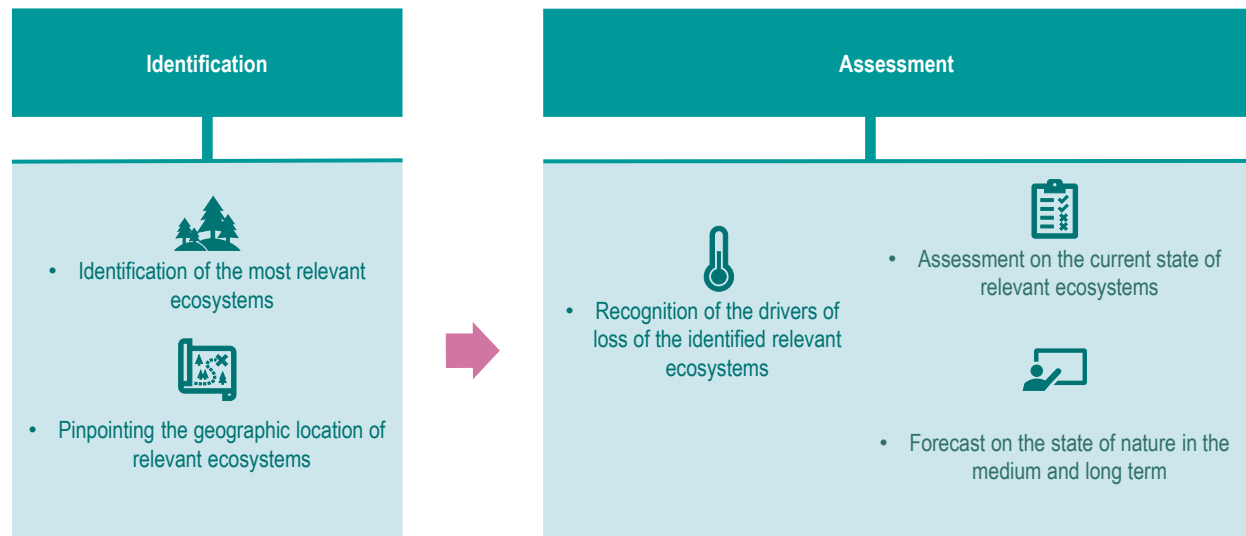 Identification
• Identification of the most relevant
ecosystems
• Pinpointing the geographic location of
relevant ecosystems
Assessment
• Recognition of the drivers of
loss of the identified relevant
ecosystems
• Assessment on the current state of
relevant ecosystems
• Forecast on the state of nature in the
medium and long term